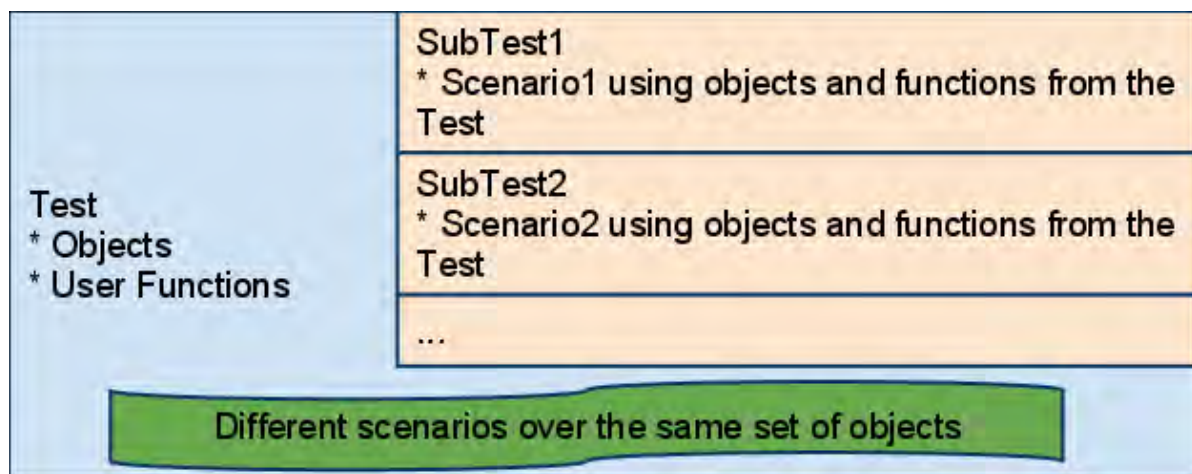 SubTest1
* Scenario1 using objects and functions from the
Test
SubTest2
* Scenario2 using objects and functions from the
Test
Test
* Objects
* User Functions
...
Different scenarios over the same set of objects